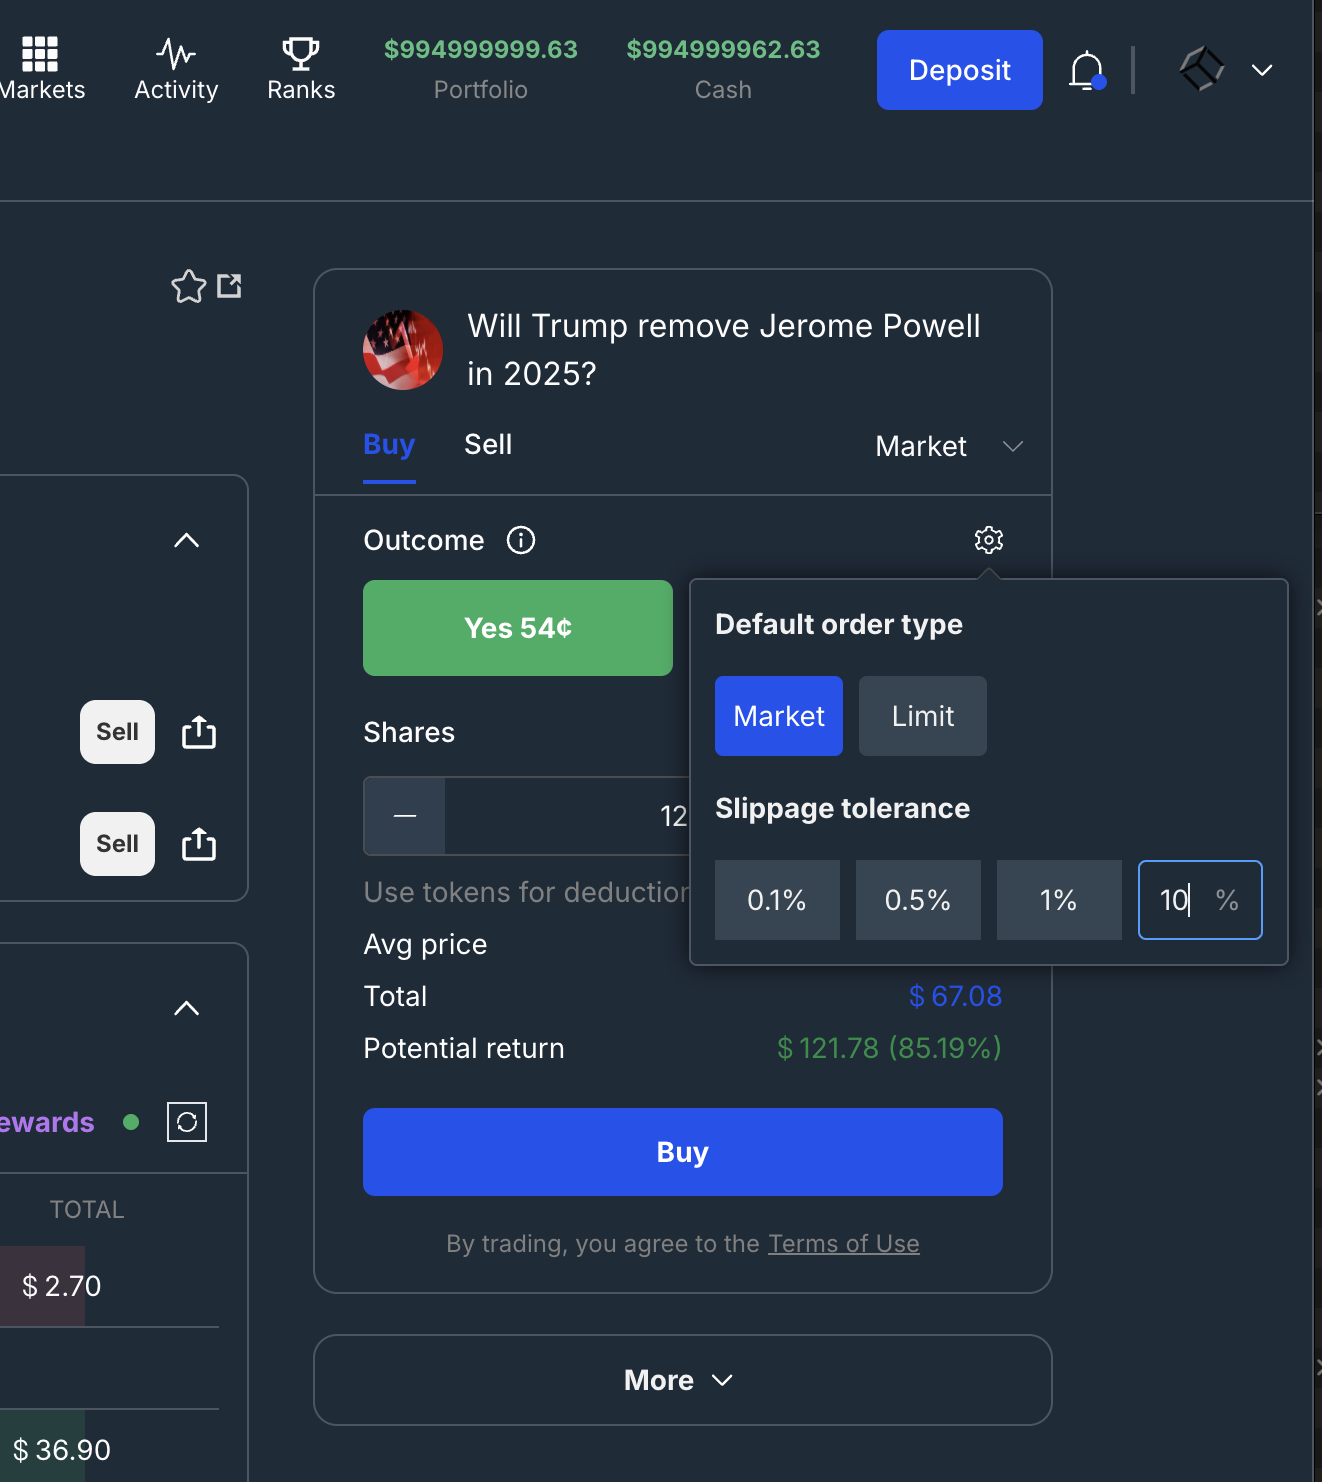 Markets
Activity
Ranks
$994999999.63
Portfolio
$994999962.63
Cash
Deposit
Will Trump remove Jerome Powell
in 2025?
Buy
Sell
Market
Outcome
Yes 54¢
Default order type
Market
Limit
Shares
12
Slippage tolerance
0.1%
0.5%
1%
10 %
Use tokens for deduction
Avg price
Total
$ 67.08
Potential return
$ 121.78 (85.19%)
Buy
By trading, you agree to the Terms of Use
More
Sell
Sell
ewards
TOTAL
$ 2.70
$ 36.90